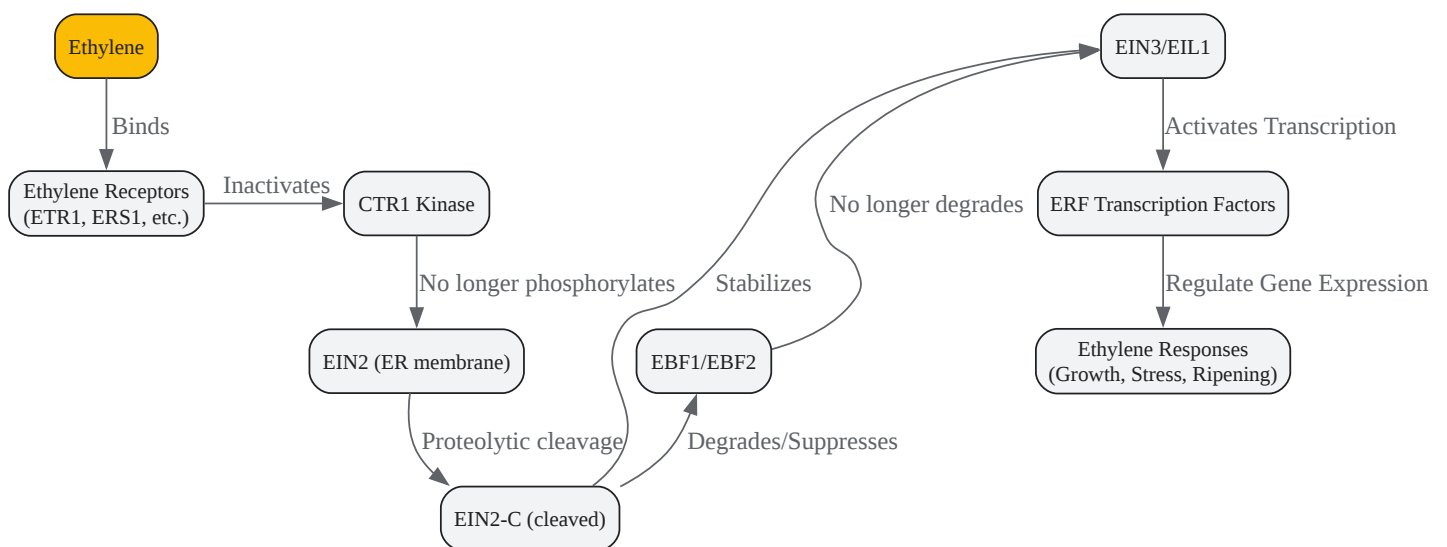 Ethylene
Binds
Ethylene Receptors
(ETR1, ERS1, etc.)
Inactivates
CTR1 Kinase
No longer phosphorylates
EIN2 (ER membrane)
Proteolytic cleavage
EIN2-C (cleaved)
Stabilizes
Degrades/Suppresses
EBF1/EBF2
No longer degrades
EIN3/EIL1
Activates Transcription
ERF Transcription Factors
Regulate Gene Expression
Ethylene Responses
(Growth, Stress, Ripening)